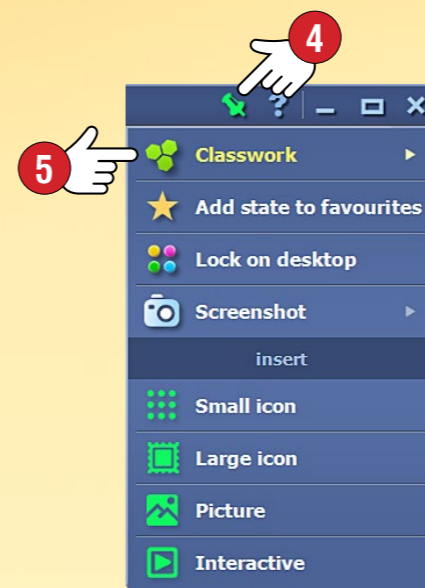 4
?
5
Classwork
Add state to favourites
Lock on desktop
Screenshot
insert
Small icon
Large icon
Picture
Interactive